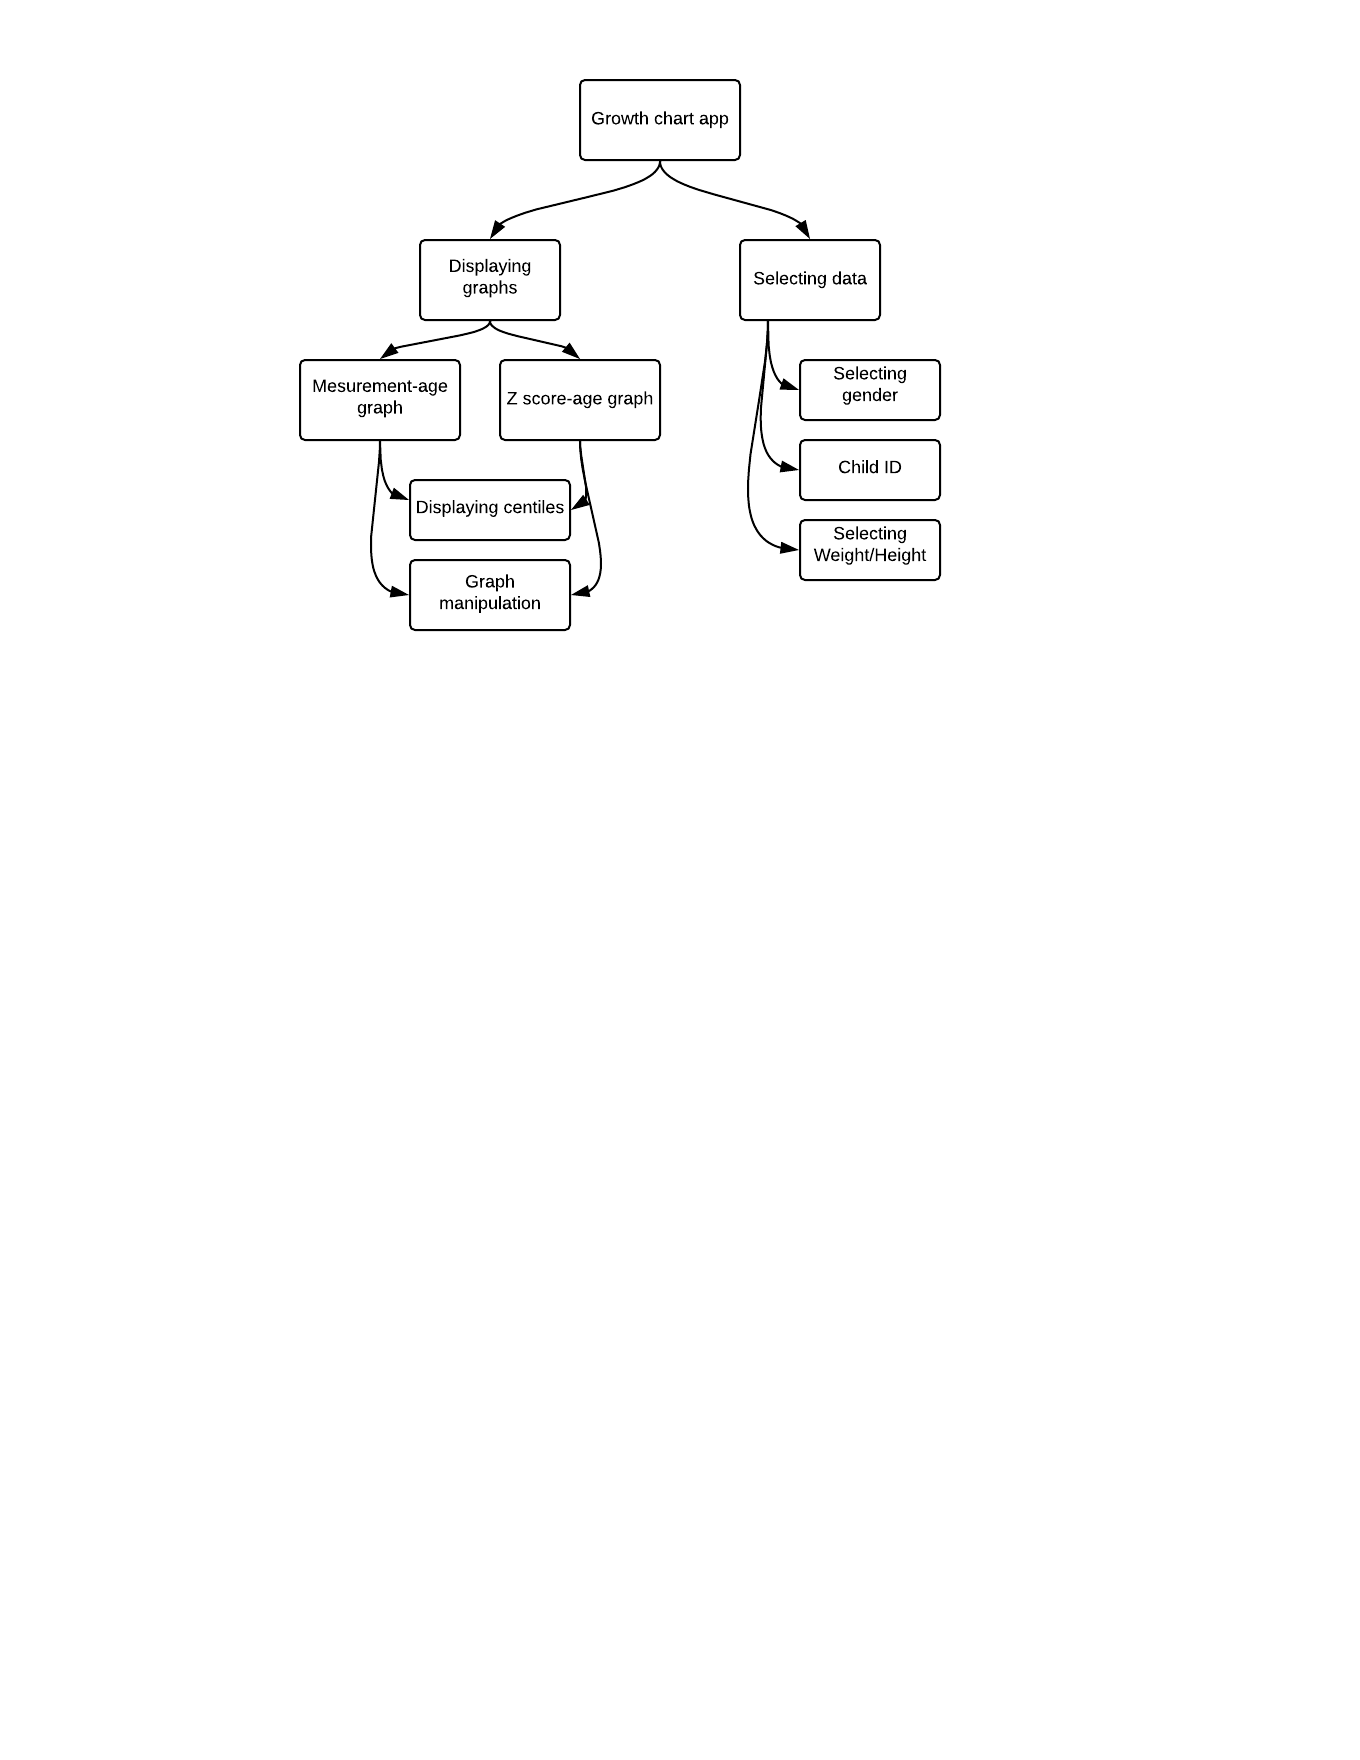 Growth chart app
Displaying
graphs
Selecting data
Mesurement-age
graph
Z score-age graph
Selecting
gender
Child ID
Displaying centiles
Selecting
Weight/Height
Graph
manipulation